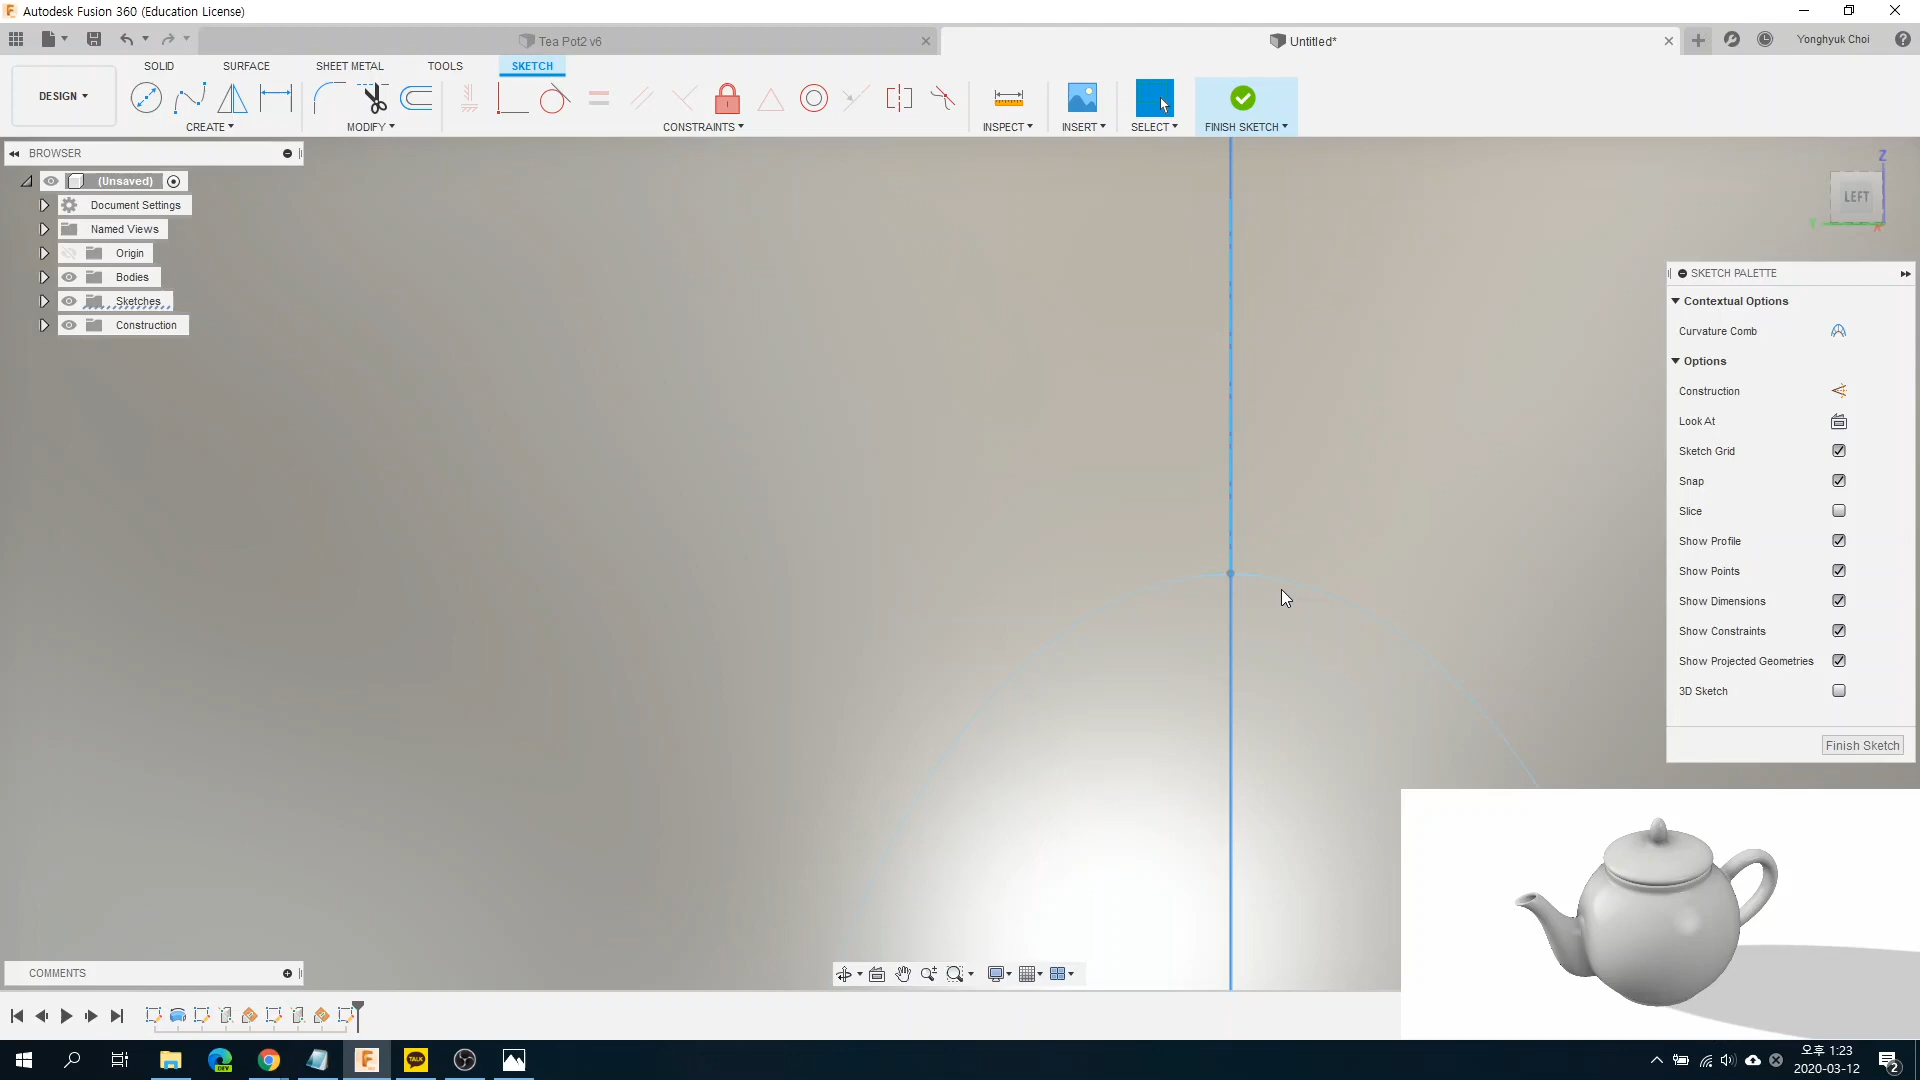 Autodesk Fusion 360 (Education License)
Tea Pot2 v6
Untitled*
Yonghyuk Choi
SOLID
SURFACE
SHEET METAL
TOOLS
SKETCH
DESIGN
CREATE
MODIFY
CONSTRAINTS
INSPECT
INSERT
SELECT
FINISH SKETCH
BROWSER
(Unsaved)
Document Settings
Named Views
Origin
Bodies
Sketches
Construction
Z
LEFT
Y
X
SKETCH PALETTE
Contextual Options
Curvature Comb
Options
Construction
Look At
Sketch Grid
Snap
Slice
Show Profile
Show Points
Show Dimensions
Show Constraints
Show Projected Geometries
3D Sketch
Finish Sketch
COMMENTS
DEV
TALK
오후 1:23
2020-03-12
2